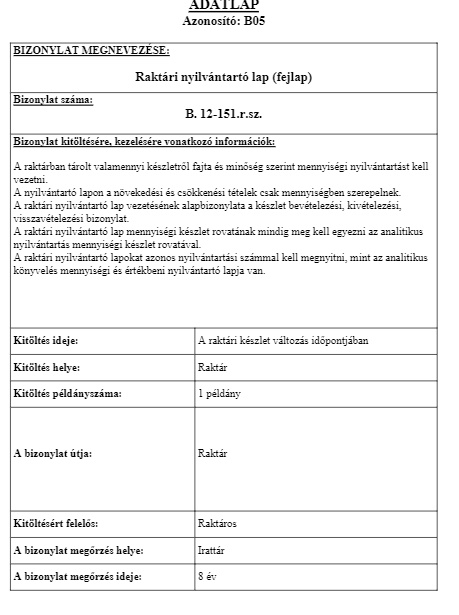 ADATLAP
Azonosító: B05
BIZONYLAT MEGNEVEZÉSE:
Raktári nyilvántartó lap (fejlap)
Bizonylat száma:
B. 12-151.r.sz.
Bizonylat kitöltésére, kezelésére vonatkozó információk:
A raktárban tárolt valamennyi készletről fajta és minőség szerint mennyiségi nyilvántartást kell
vezetni.
A nyilvántartó lapon a növekedési és csökkenési tételek csak mennyiségben szerepelnek.
A raktári nyilvántartó lap vezetésének alapbizonylata a készlet bevételezési, kivételezési,
visszavételezési bizonylat.
A raktári nyilvántartó lap mennyiségi készlet rovatának mindig meg kell egyezni az analitikus
nyilvántartás mennyiségi készlet rovatával.
A raktári nyilvántartó lapokat azonos nyilvántartási számmal kell megnyitni, mint az analitikus
könyvelés mennyiségi és értékbeni nyilvántartó lapja van.
Kitöltés ideje: A raktári készlet változás időpontjában
Kitöltés helye: Raktár
Kitöltés példányszáma: 1 példány
A bizonylat útja: Raktár
Kitöltésért felelős: Raktáros
A bizonylat megőrzés helye: Irattár
A bizonylat megőrzés ideje: 8 év